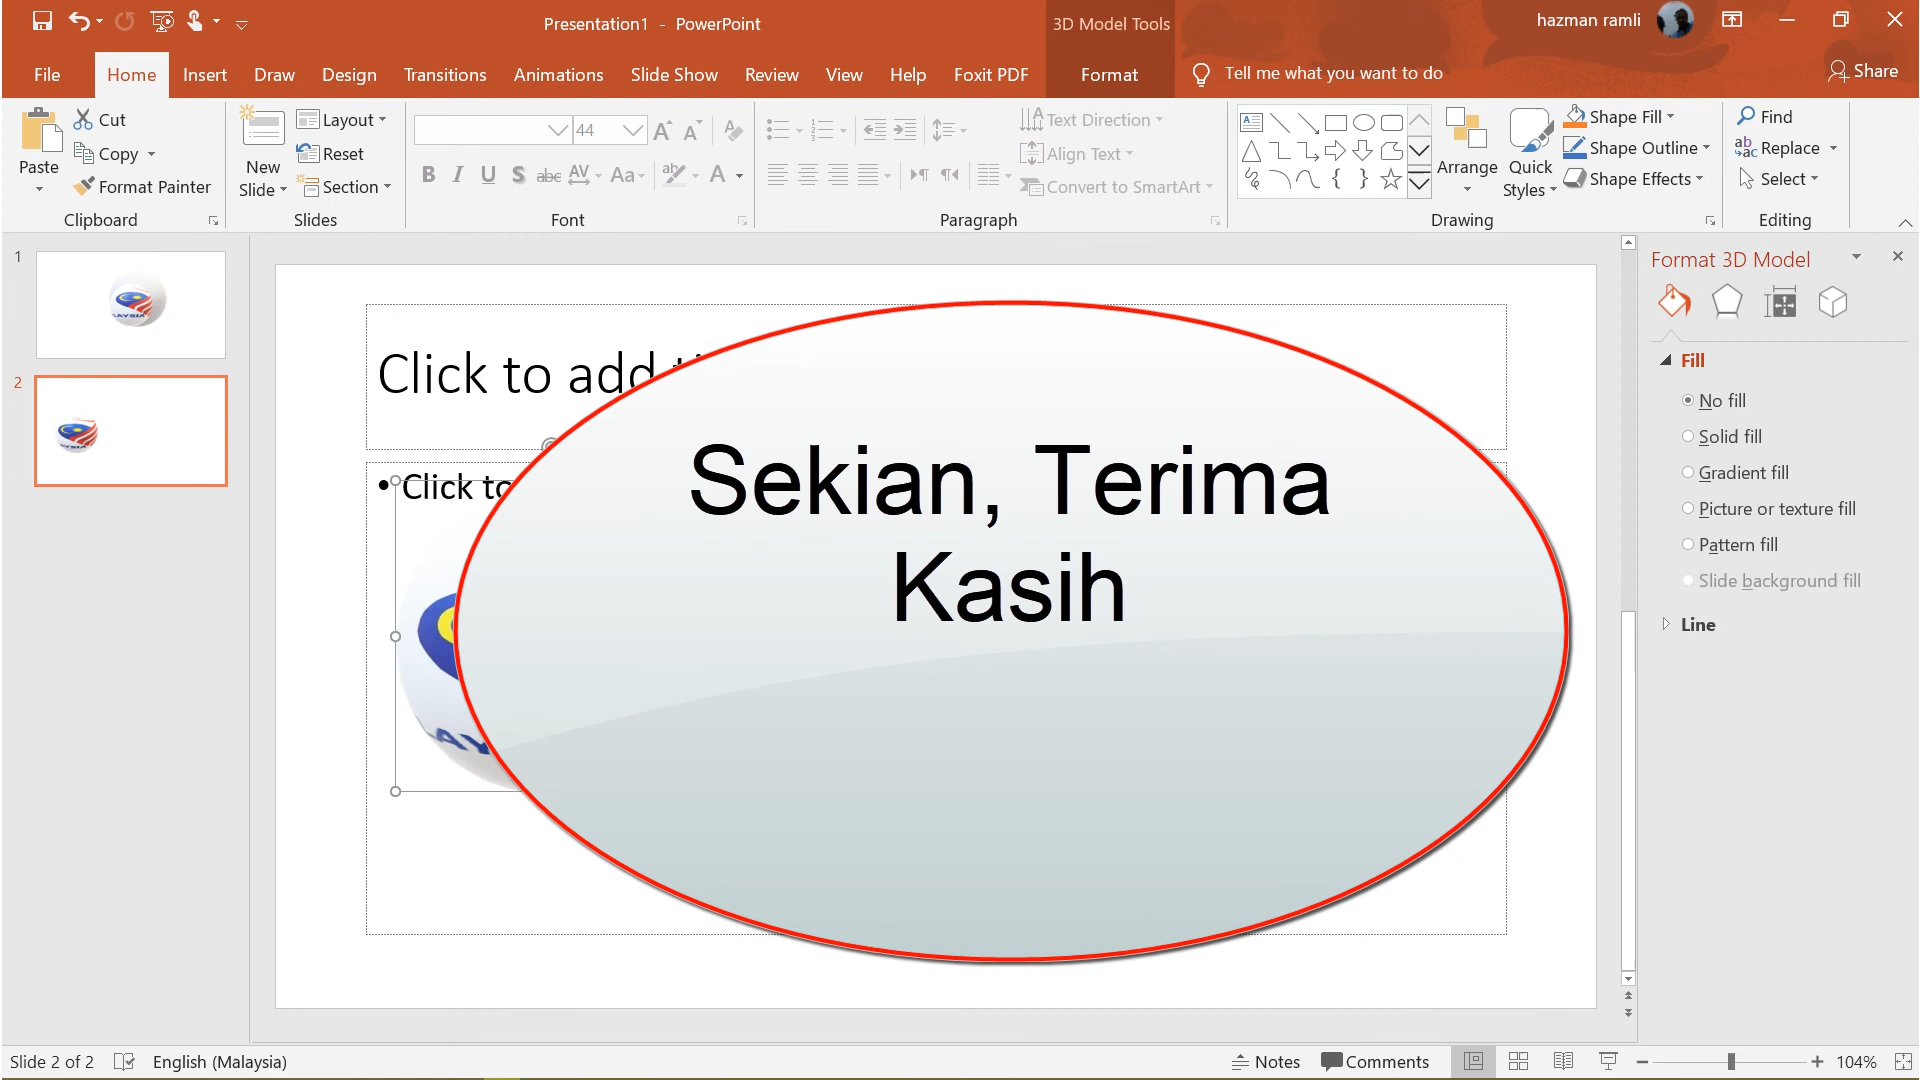 Presentation1 - PowerPoint
3D Model Tools
hazman ramli
File Home Insert Draw Design Transitions Animations Slide Show Review View Help Foxit PDF Format Tell me what you want to do Share
Paste
Cut
Copy
Format Painter
Clipboard
New
Slide
Layout
Reset
Section
Slides
44
B I U S abc AV Aa A
Font
Text Direction
Align Text
Convert to SmartArt
Paragraph
Arrange
Quick
Styles
Shape Fill
Shape Outline
Shape Effects
Drawing
Find
Replace
Select
Editing
1
2
Click to add
• Click to
Sekian, Terima
Kasih
Format 3D Model
Fill
No fill
Solid fill
Gradient fill
Picture or texture fill
Pattern fill
Slide background fill
Line
Slide 2 of 2 English (Malaysia) Notes Comments 104%